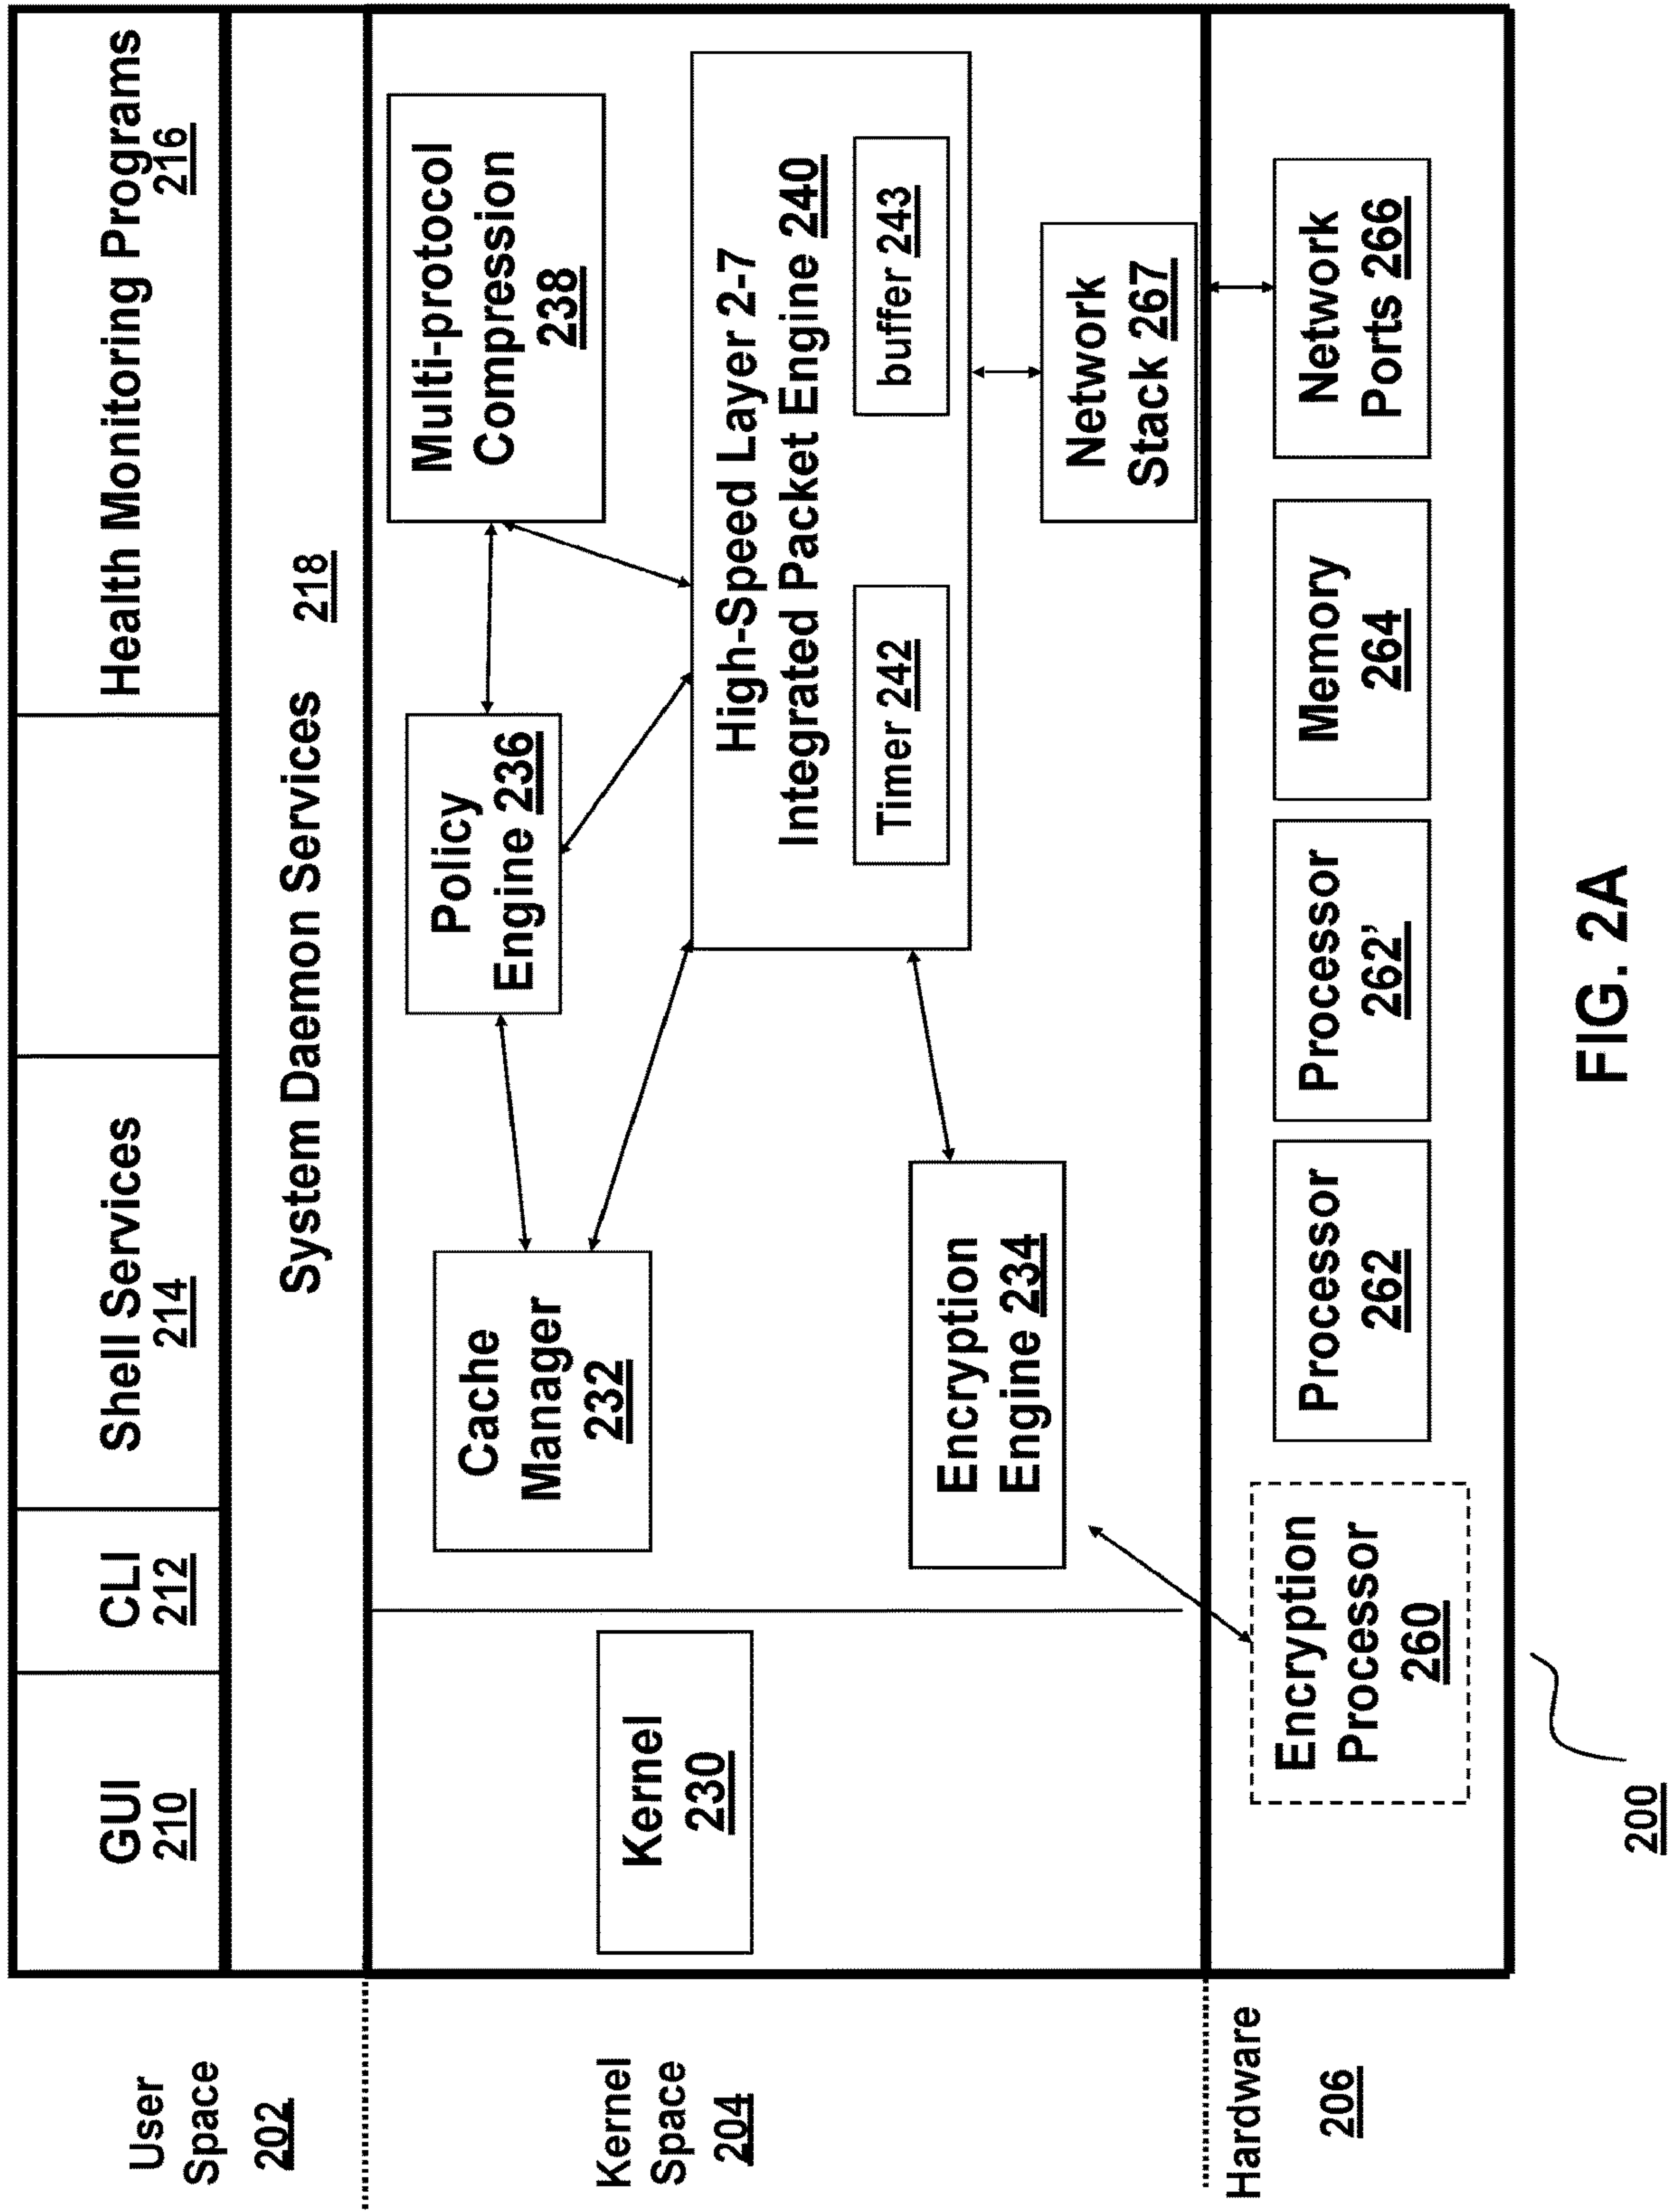 User
Space
202
GUI
210
CLI
212
Shell Services
214
Health Monitoring Programs
216
System Daemon Services 218
Kernel
Space
204
Kernel
230
Cache
Manager
232
Policy
Engine 236
Multi-protocol
Compression
238
High-Speed Layer 2-7
Integrated Packet Engine 240
Timer 242
buffer 243
Encryption
Engine 234
Network
Stack 267
Hardware
206
Encryption
Processor
260
Processor
262
Processor
262’
Memory
264
Network
Ports 266
200
FIG. 2A